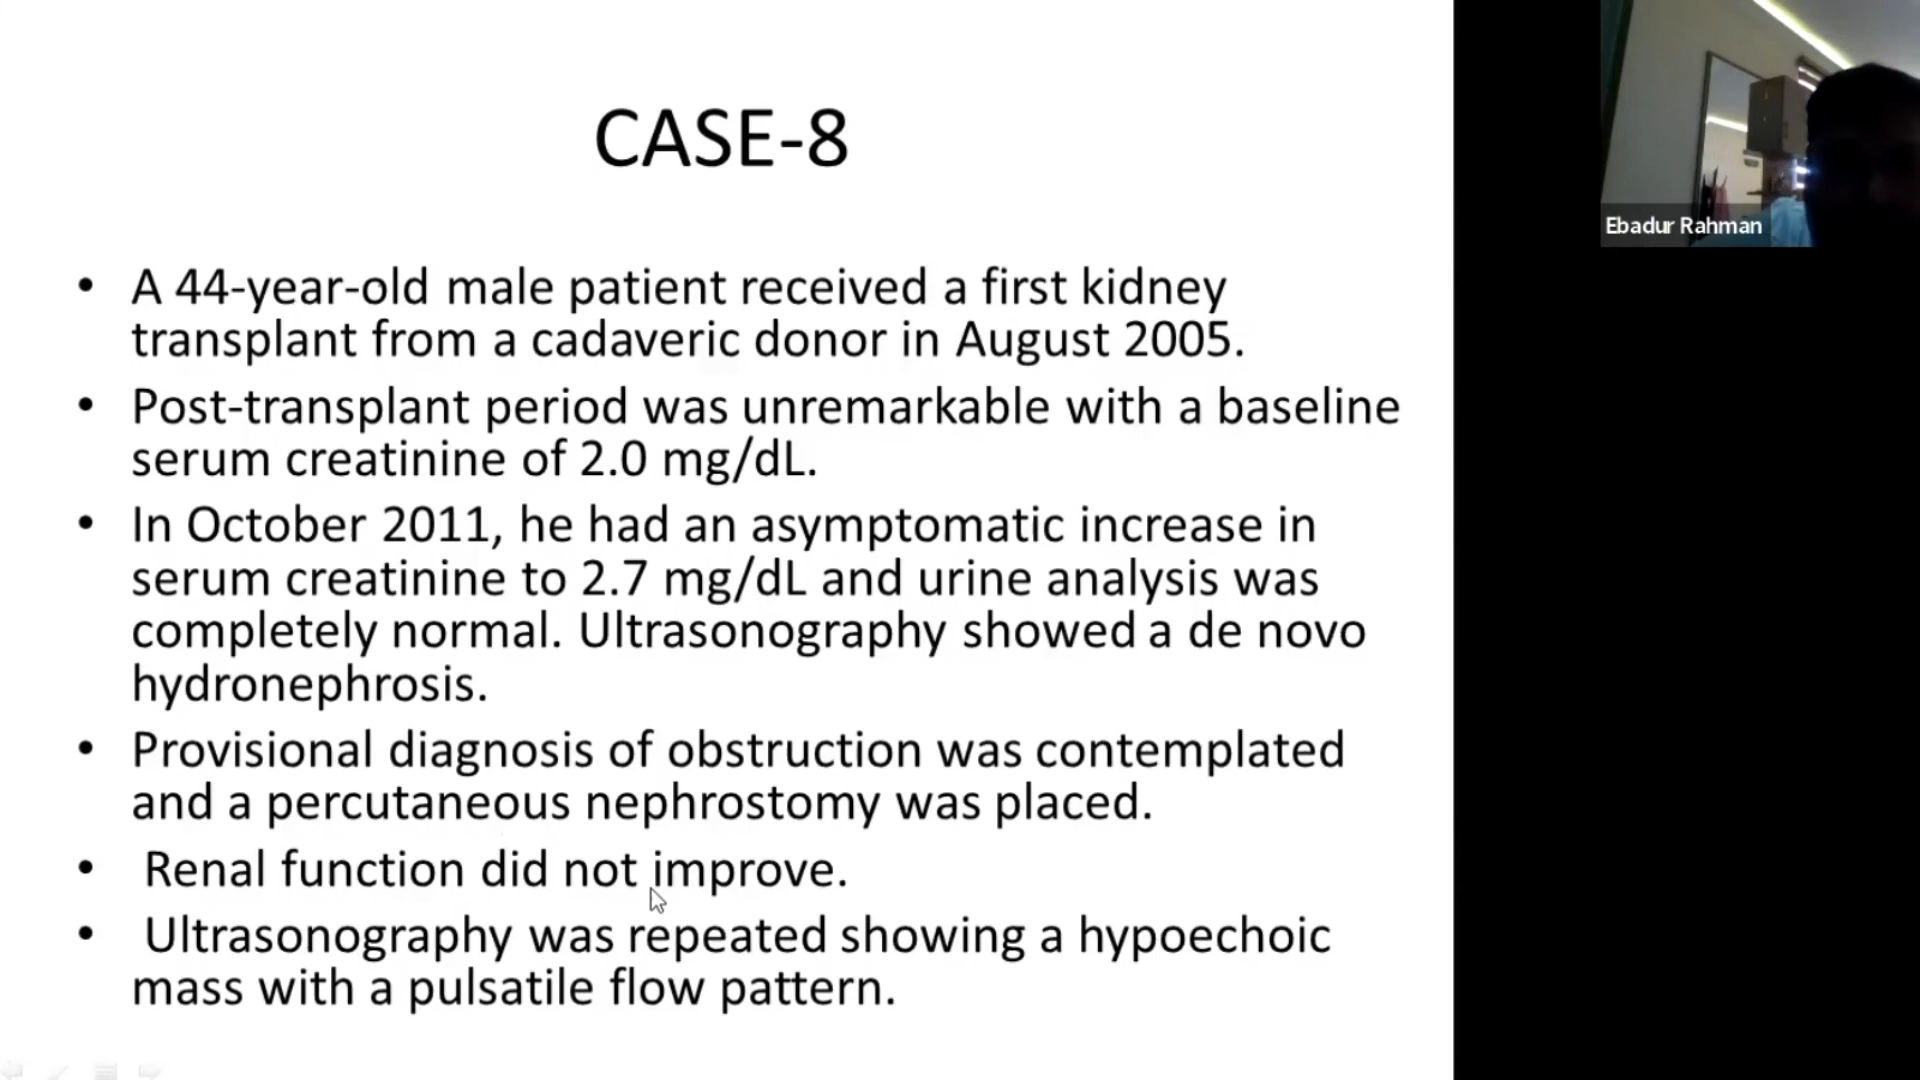 CASE-8
• A 44-year-old male patient received a first kidney
transplant from a cadaveric donor in August 2005.
• Post-transplant period was unremarkable with a baseline
serum creatinine of 2.0 mg/dL.
• In October 2011, he had an asymptomatic increase in
serum creatinine to 2.7 mg/dL and urine analysis was
completely normal. Ultrasonography showed a de novo
hydronephrosis.
• Provisional diagnosis of obstruction was contemplated
and a percutaneous nephrostomy was placed.
• Renal function did not improve.
• Ultrasonography was repeated showing a hypoechoic
mass with a pulsatile flow pattern.
Ebadur Rahman